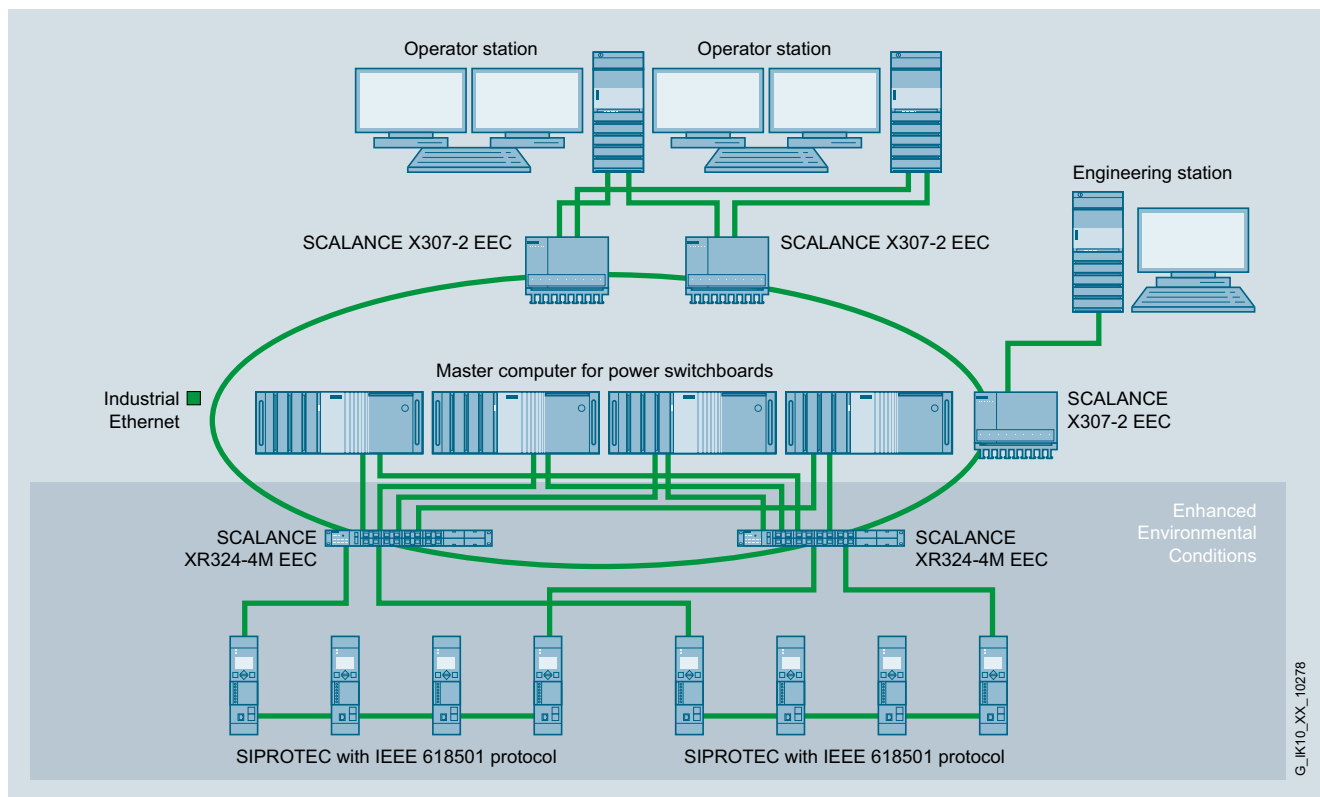 Operator station
Operator station
Engineering station
SCALANCE X307-2 EEC
SCALANCE X307-2 EEC
Master computer for power switchboards
Industrial
Ethernet
SCALANCE
X307-2 EEC
Enhanced
Environmental
Conditions
SCALANCE
XR324-4M EEC
SCALANCE
XR324-4M EEC
SIPROTEC with IEEE 618501 protocol
SIPROTEC with IEEE 618501 protocol
G_IK10_XX_10278